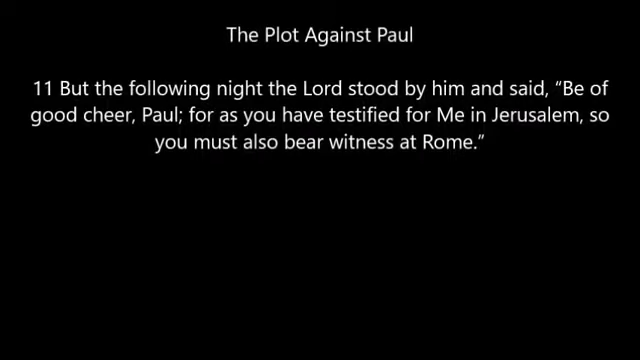 The Plot Against Paul
11 But the following night the Lord stood by him and said, “Be of
good cheer, Paul; for as you have testified for Me in Jerusalem, so
you must also bear witness at Rome.”